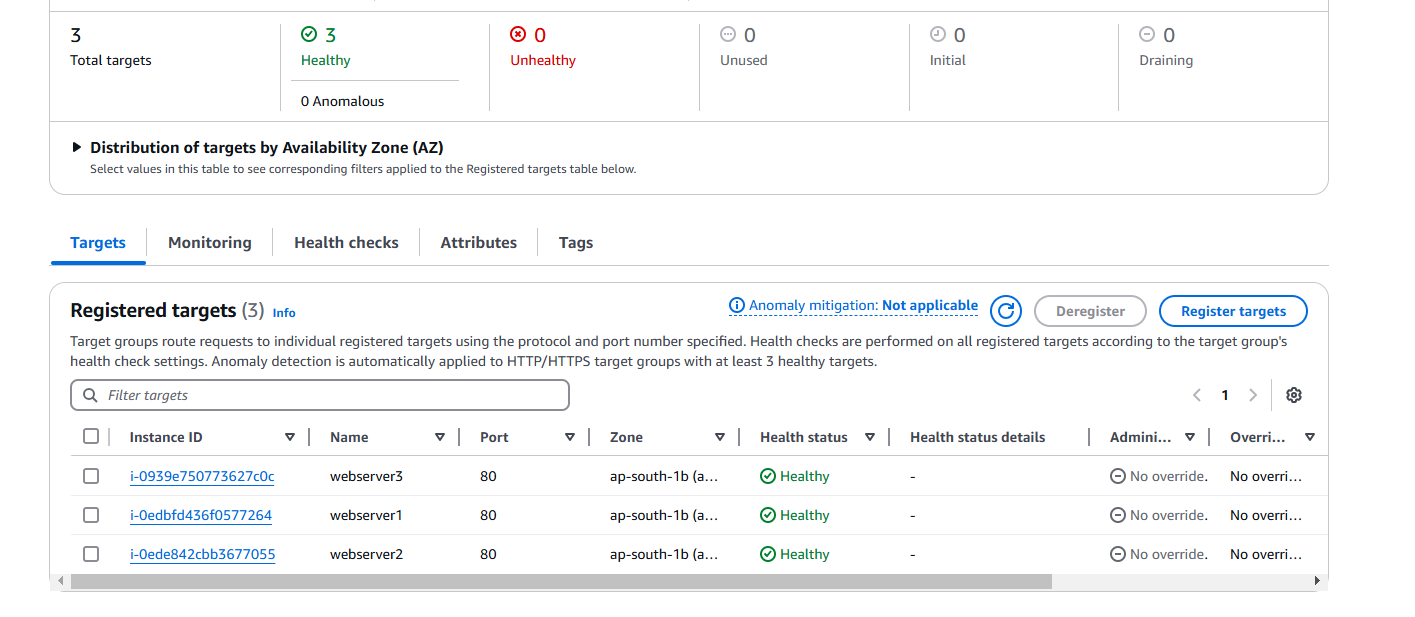 3
Total targets
3
Healthy
0 Anomalous
0
Unhealthy
0
Unused
0
Initial
0
Draining
Distribution of targets by Availability Zone (AZ)
Select values in this table to see corresponding filters applied to the Registered targets table below.
Targets Monitoring Health checks Attributes Tags
Registered targets (3) Info
Anomaly mitigation: Not applicable
Deregister
Register targets
Target groups route requests to individual registered targets using the protocol and port number specified. Health checks are performed on all registered targets according to the target group's
health check settings. Anomaly detection is automatically applied to HTTP/HTTPS target groups with at least 3 healthy targets.
Filter targets
1
Instance ID Name Port Zone Health status Health status details Admini... Overri...
i-0939e750773627c0c webserver3 80 ap-south-1b (a... Healthy - No override. No overri...
i-0edbfd436f0577264 webserver1 80 ap-south-1b (a... Healthy - No override. No overri...
i-0ede842cbb3677055 webserver2 80 ap-south-1b (a... Healthy - No override. No overri...